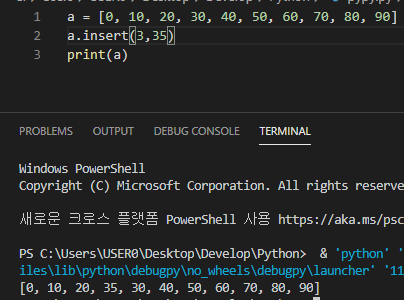 1 a = [0, 10, 20, 30, 40, 50, 60, 70, 80, 90]
2 a.insert(3,35)
3 print(a)
PROBLEMS OUTPUT DEBUG CONSOLE TERMINAL
Windows PowerShell
Copyright (C) Microsoft Corporation. All rights reserve
새로운 크로스 플랫폼 PowerShell 사용 https://aka.ms/psc
PS C:\Users\USER0\Desktop\Develop\Python> & 'python' '
iles\lib\python\debugpy\no_wheels\debugpy\launcher' '11
[0, 10, 20, 35, 30, 40, 50, 60, 70, 80, 90]